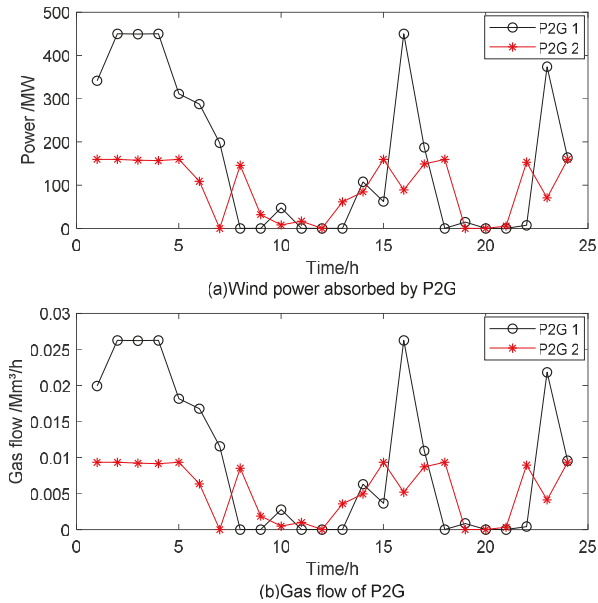 500
400
300
200
100
0
Power /MW
P2G 1
P2G 2
0 5 10 15 20 25
Time/h
(a)Wind power absorbed by P2G
0.03
0.025
0.02
0.015
0.01
0.005
0
Gas flow /Mm³/h
P2G 1
P2G 2
0 5 10 15 20 25
Time/h
(b)Gas flow of P2G